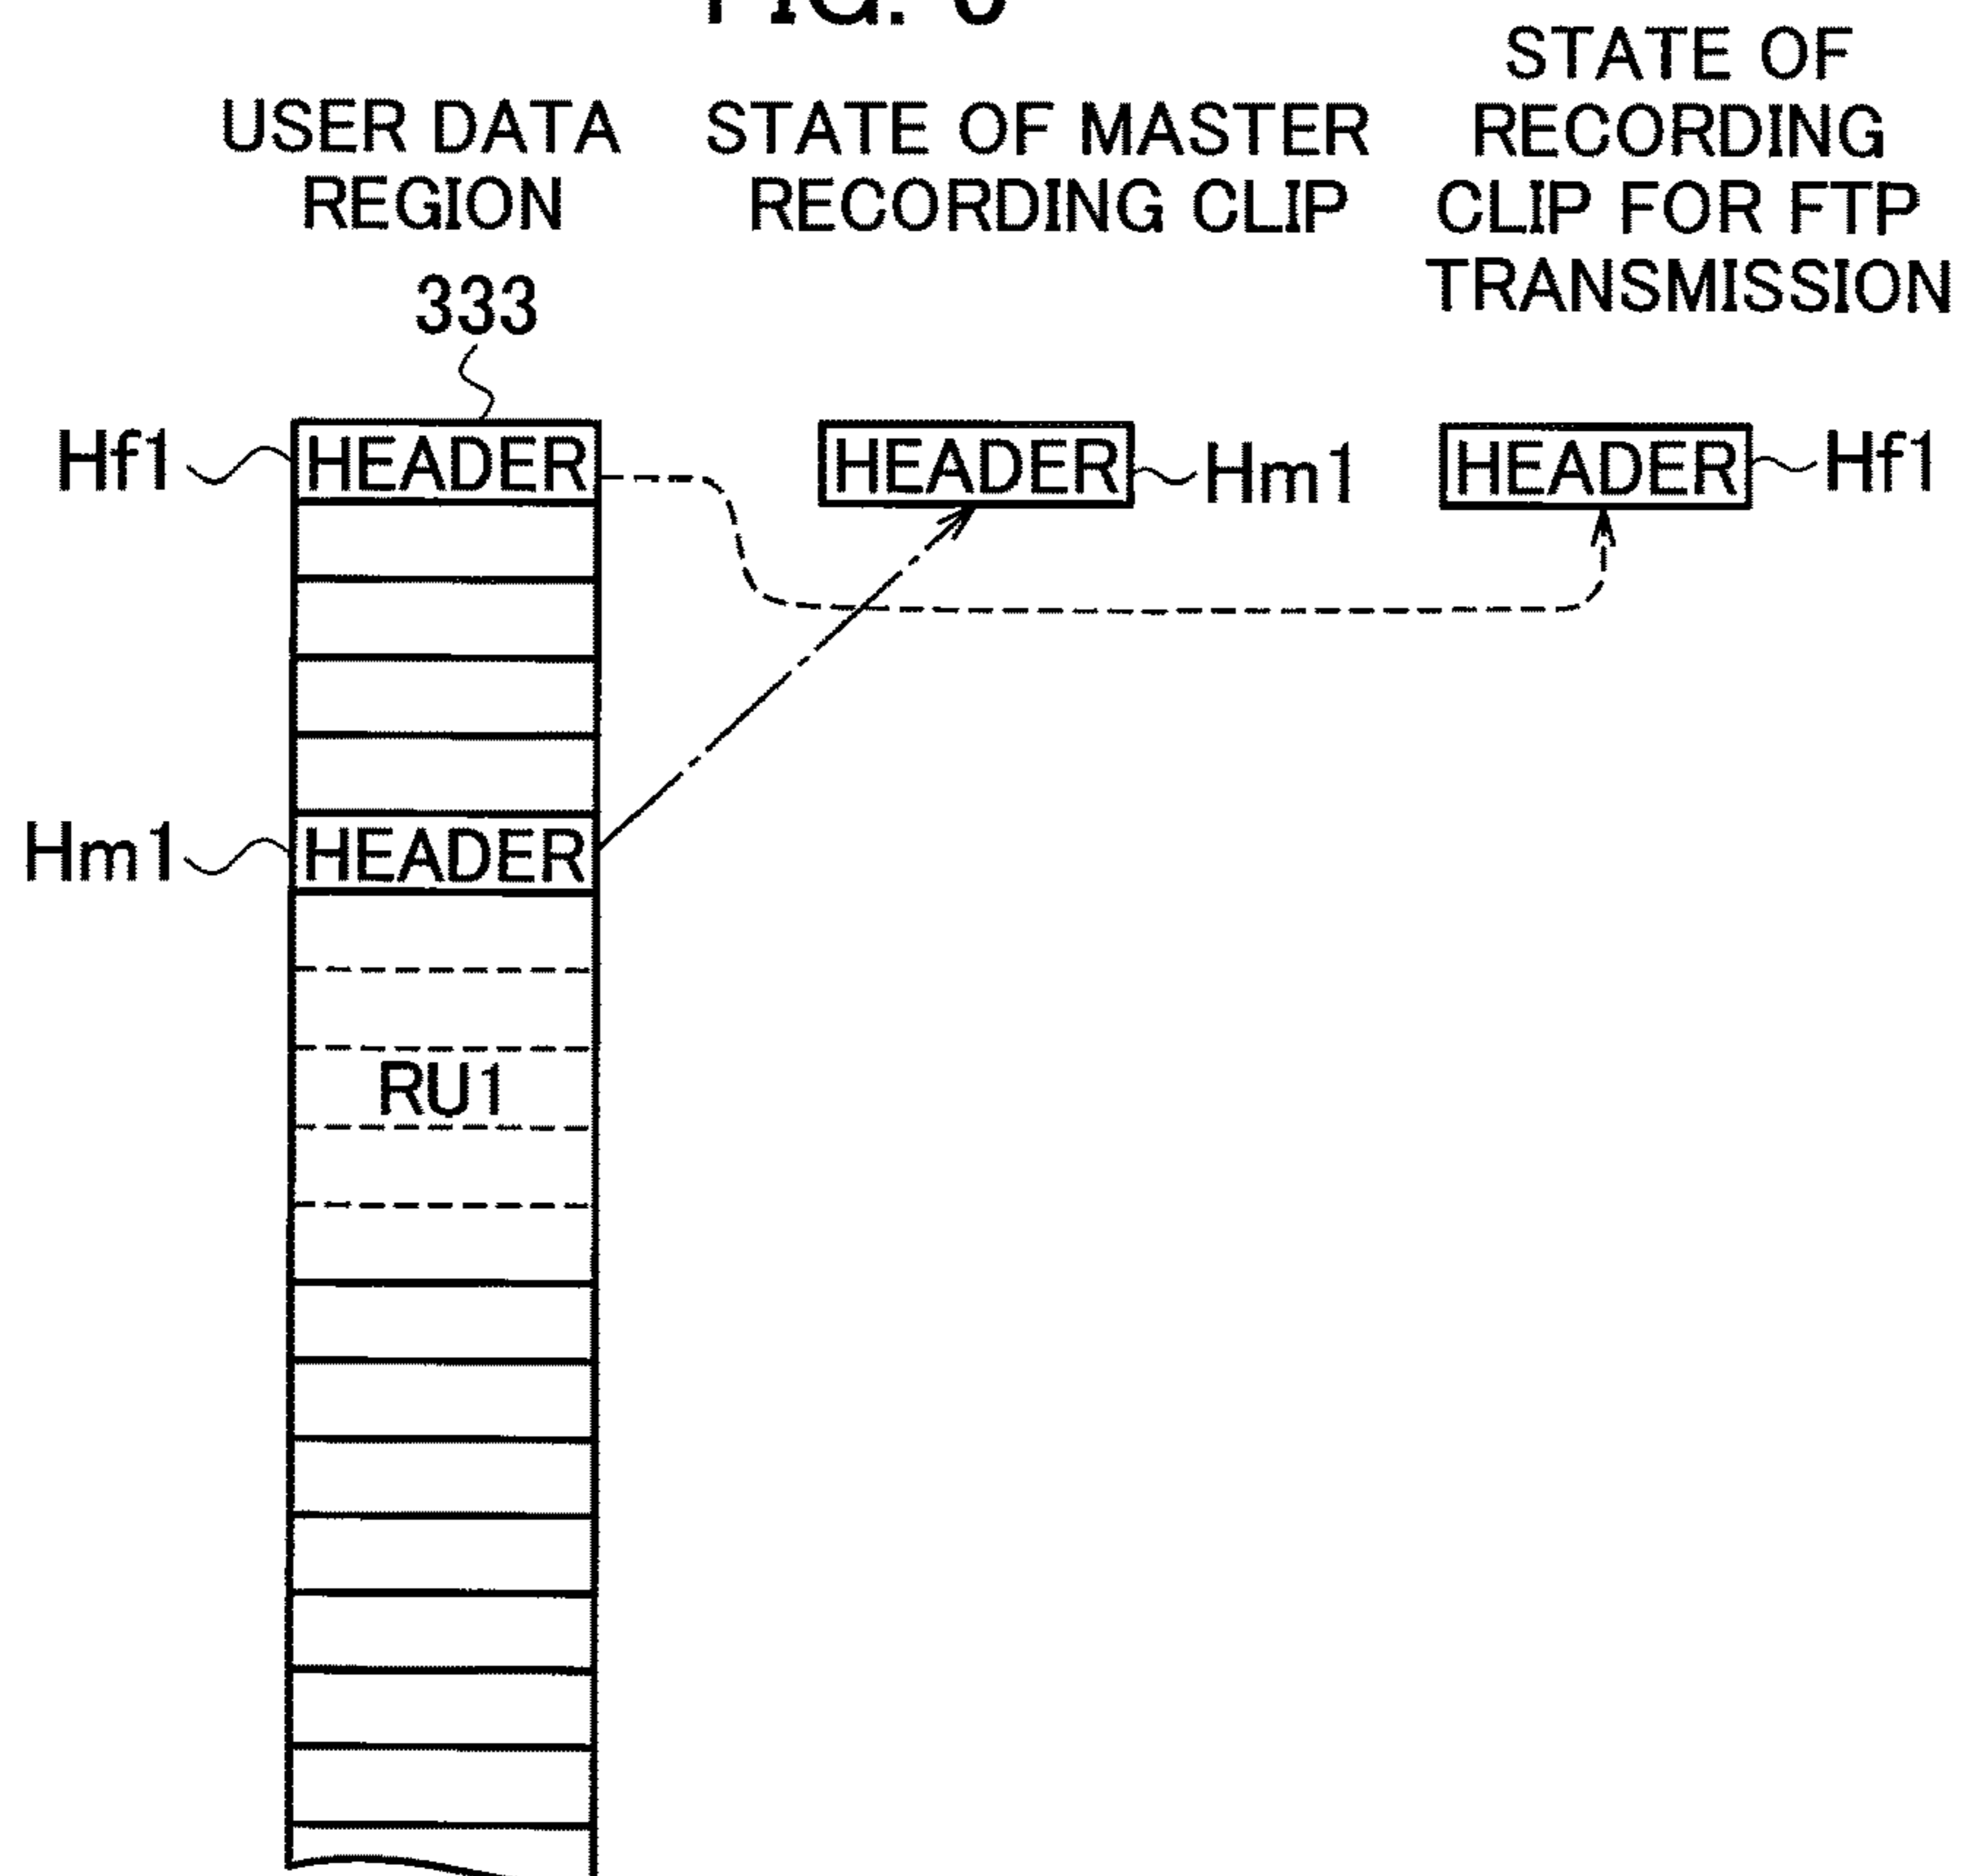 FIG.
USER DATA
REGION
333
STATE OF MASTER
RECORDING CLIP
STATE OF
RECORDING
CLIP FOR FTP
TRANSMISSION
Hf1
HEADER
HEADER
Hm1
HEADER
Hf1
Hm1
HEADER
RU1